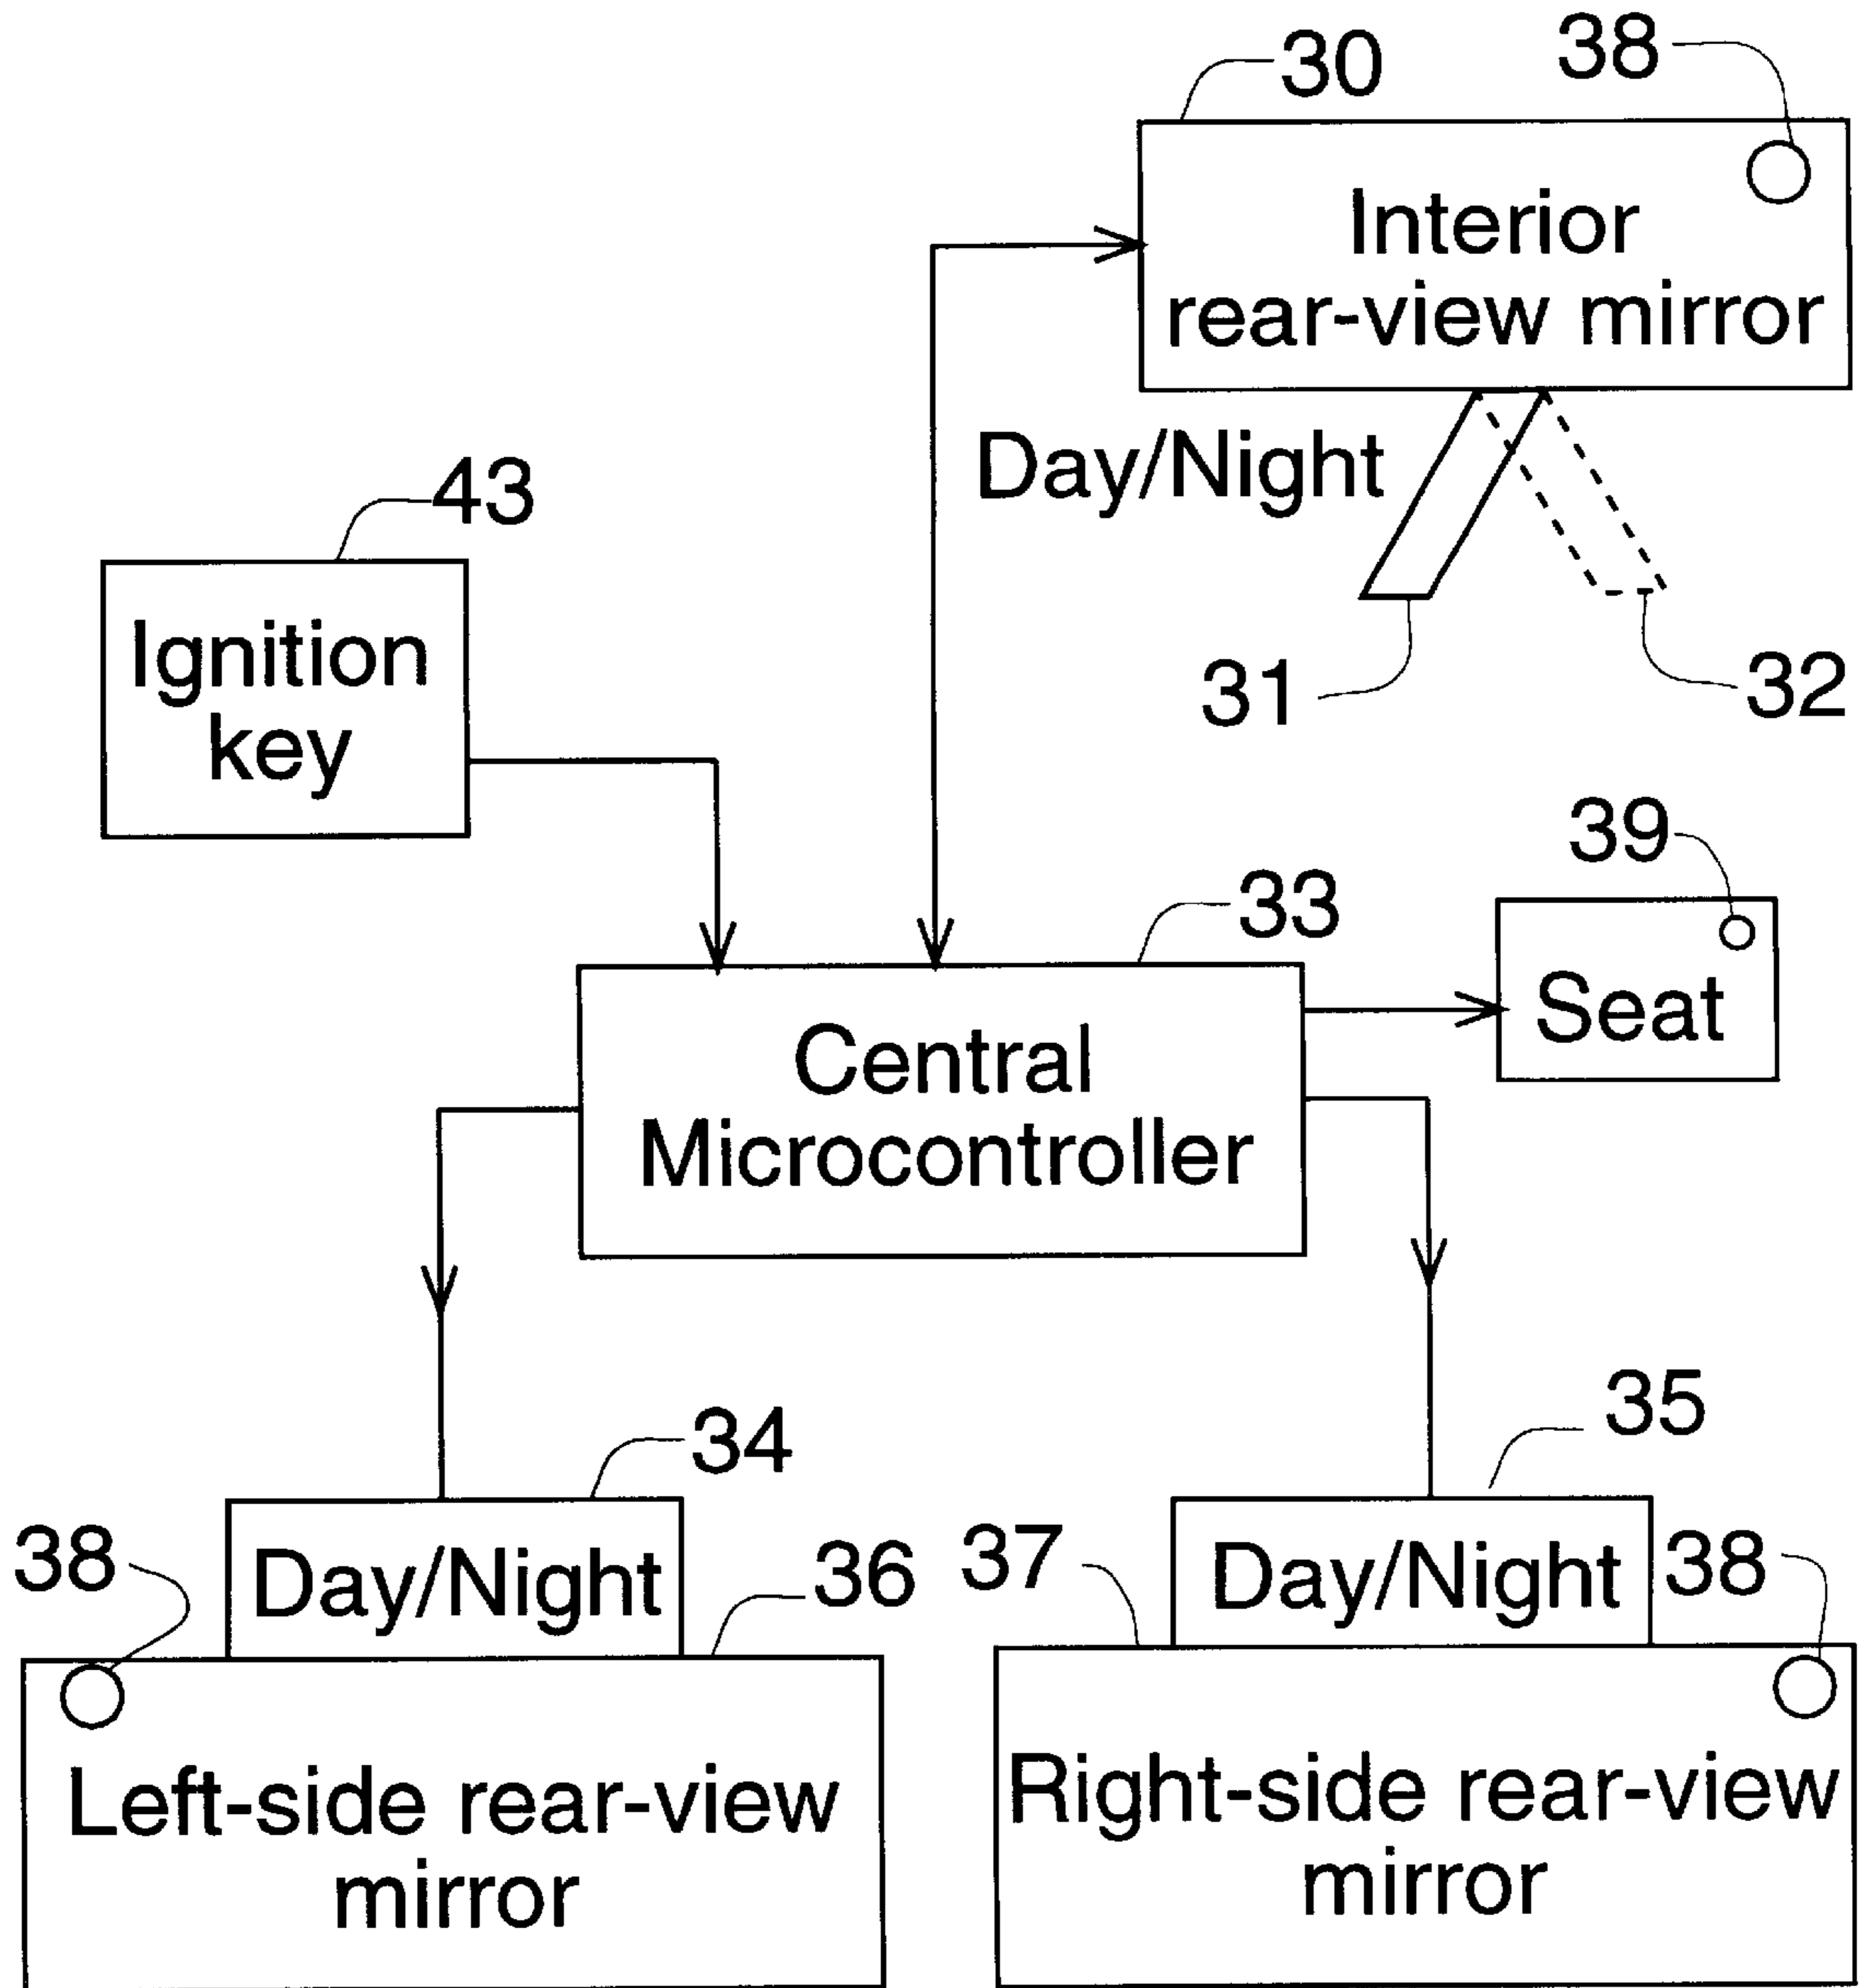 30
38
Interior
rear-view mirror
Day/Night
43
Ignition
key
31
32
39
33
Seat
Central
Microcontroller
34
35
38
Day/Night
36
37
Day/Night
38
Left-side rear-view
mirror
Right-side rear-view
mirror